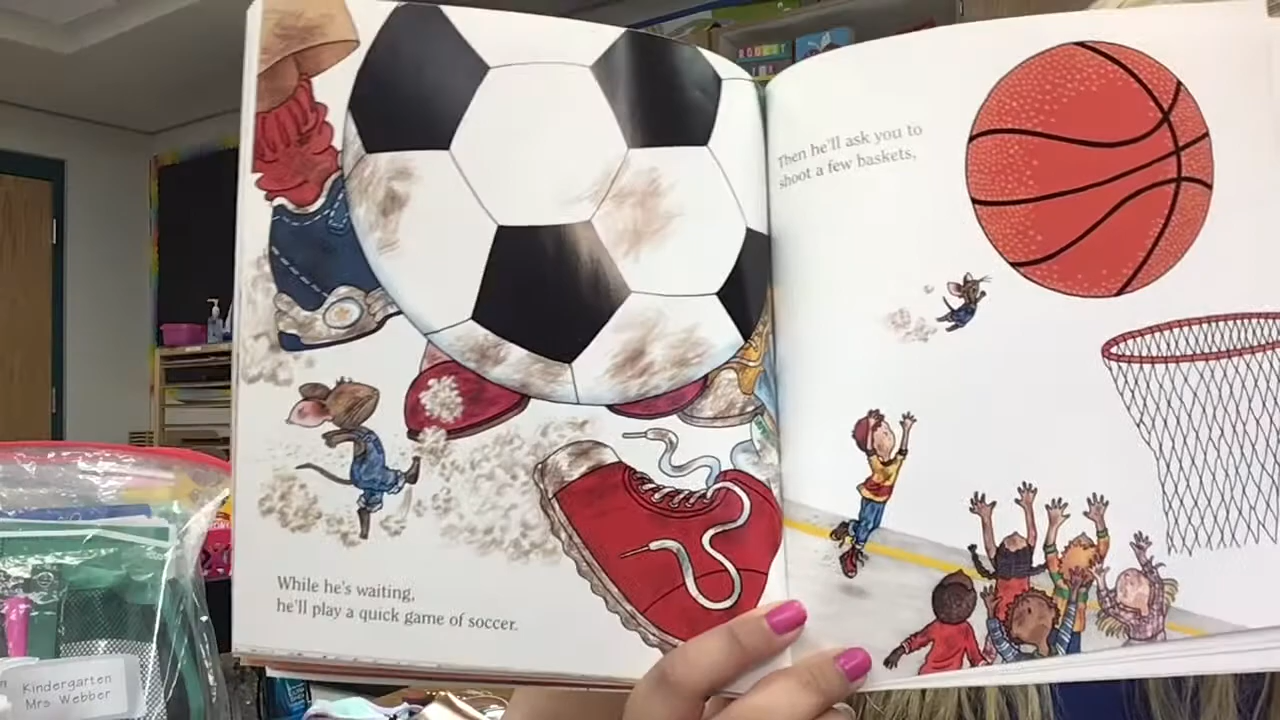 While he's waiting,
he'll play a quick game of soccer.
Then he'll ask you to
shoot a few baskets,
Kindergarten
Mrs Webber